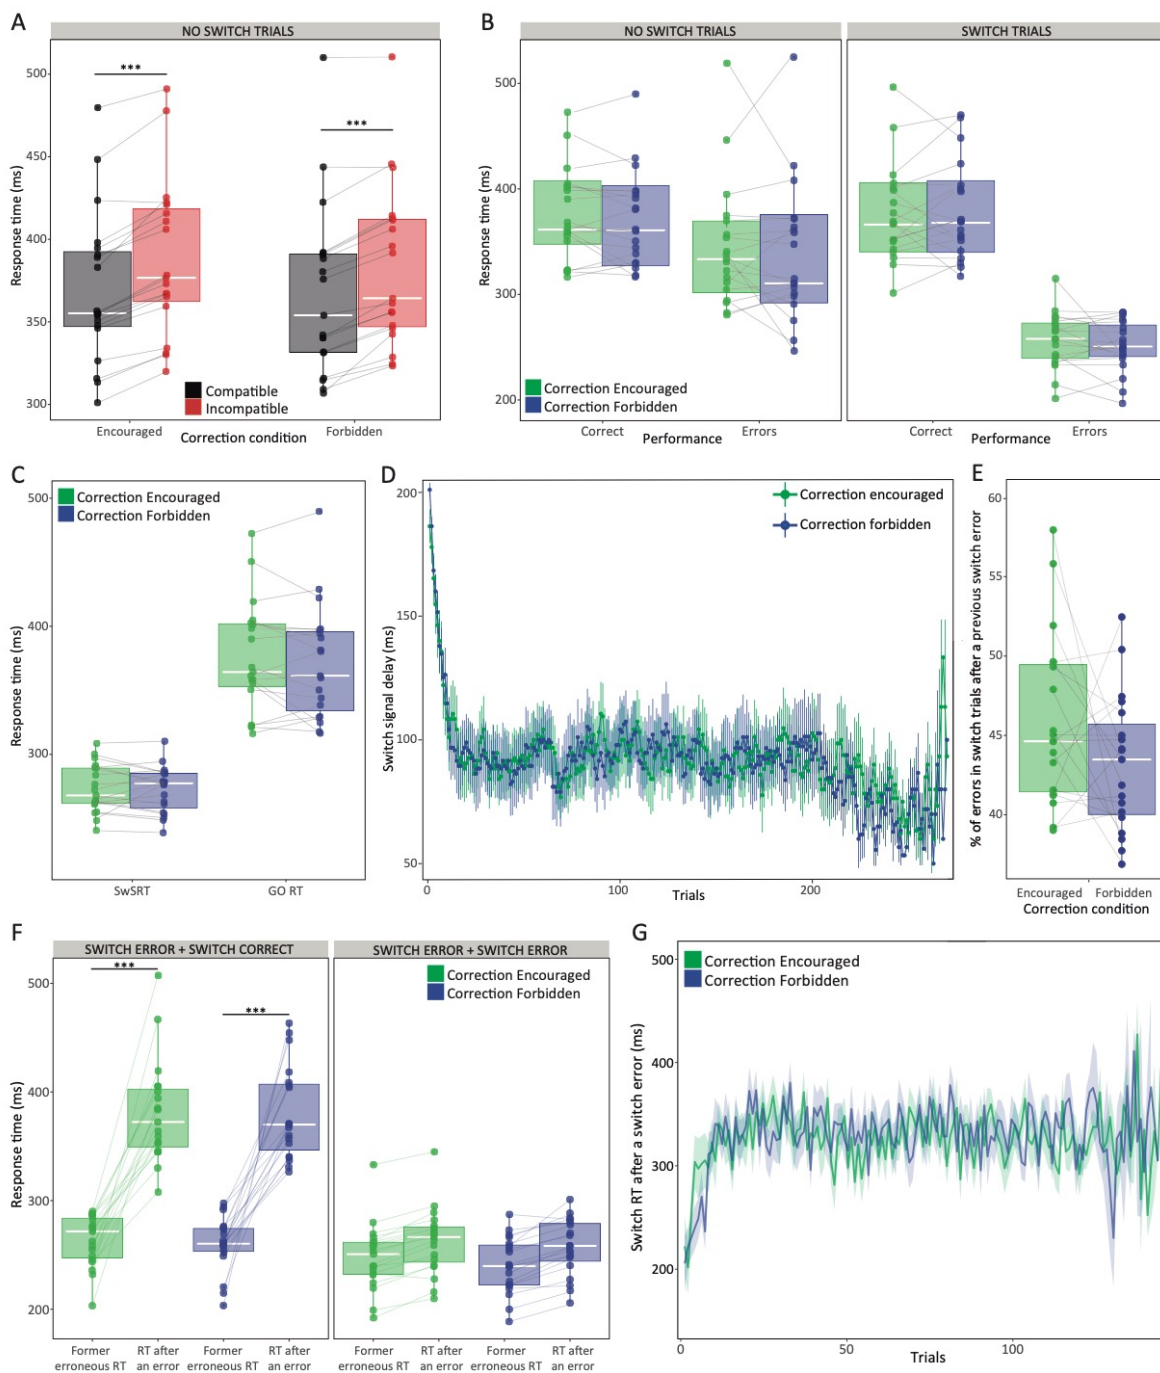 A
NO SWITCH TRIALS
Response time (ms)
500
450
400
350
300
***
***
Compatible
Incompatible
Encouraged
Forbidden
Correction condition
B
NO SWITCH TRIALS
SWITCH TRIALS
Response time (ms)
500
400
300
200
Correction Encouraged
Correction Forbidden
Correct
Errors
Performance
Correct
Errors
Performance
C
Correction Encouraged
Correction Forbidden
Response time (ms)
500
400
300
SwSRT
GO RT
D
Correction encouraged
Correction forbidden
Switch signal delay (ms)
200
150
100
50
0
100
200
Trials
E
% of errors in switch trials after a previous switch error
60
55
50
45
40
Encouraged
Forbidden
Correction condition
F
SWITCH ERROR + SWITCH CORRECT
SWITCH ERROR + SWITCH ERROR
Correction Encouraged
Correction Forbidden
***
***
Response time (ms)
500
400
300
200
Former
erroneous RT
RT after
an error
Former
erroneous RT
RT after
an error
Former
erroneous RT
RT after
an error
Former
erroneous RT
RT after
an error
G
Correction Encouraged
Correction Forbidden
Switch RT after a switch error (ms)
500
400
300
200
0
50
100
Trials